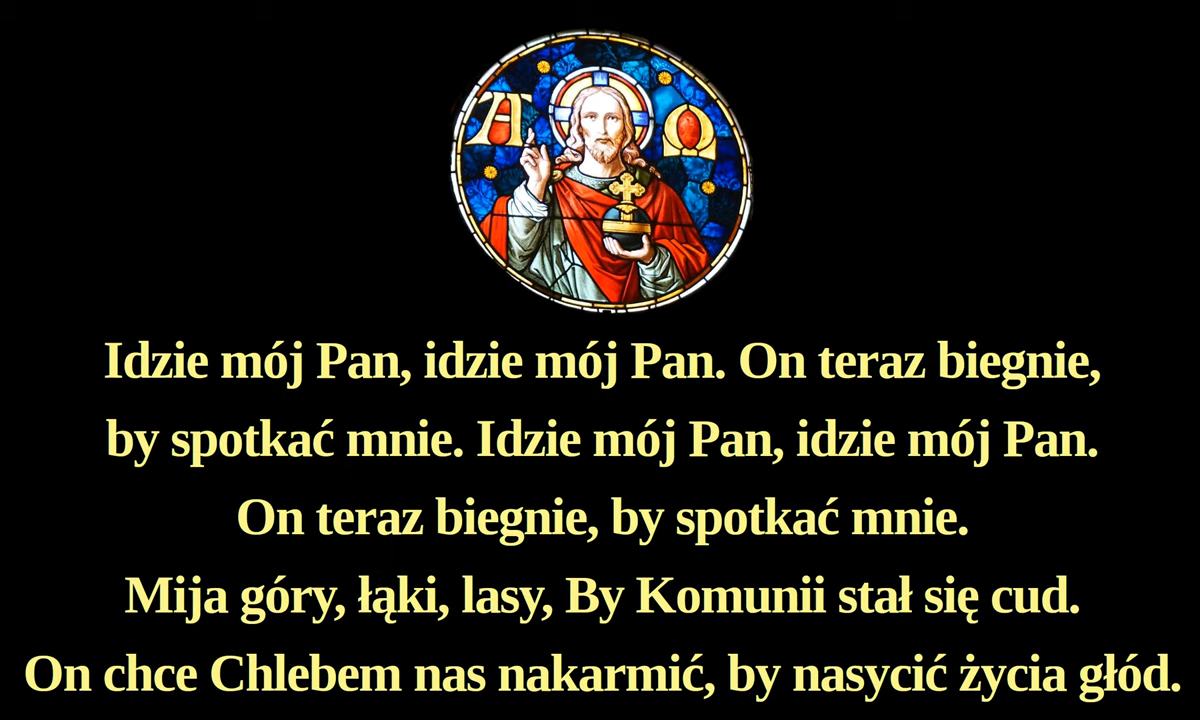 A Ω
Idzie mój Pan, idzie mój Pan. On teraz biegnie,
by spotkać mnie. Idzie mój Pan, idzie mój Pan.
On teraz biegnie, by spotkać mnie.
Mija góry, łąki, lasy, By Komunii stał się cud.
On chce Chlebem nas nakarmić, by nasycić życia głód.